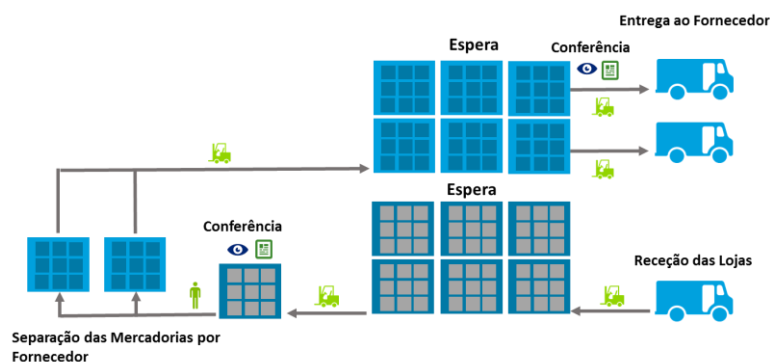 Entrega ao Fornecedor
Espera
Conferência
Espera
Conferência
Receção das Lojas
Separação das Mercadorias por
Fornecedor